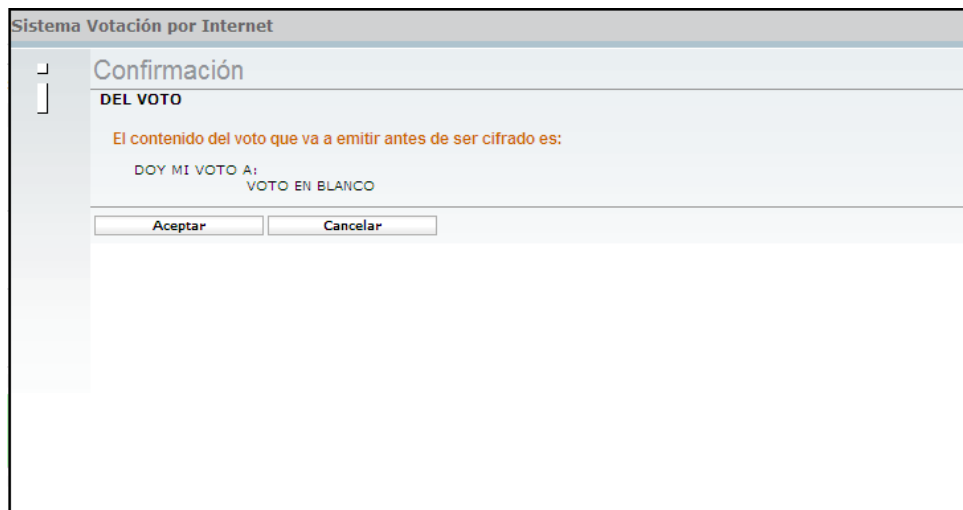 Sistema Votación por Internet
Confirmación
DEL VOTO
El contenido del voto que va a emitir antes de ser cifrado es:
DOY MI VOTO A:
VOTO EN BLANCO
Aceptar Cancelar